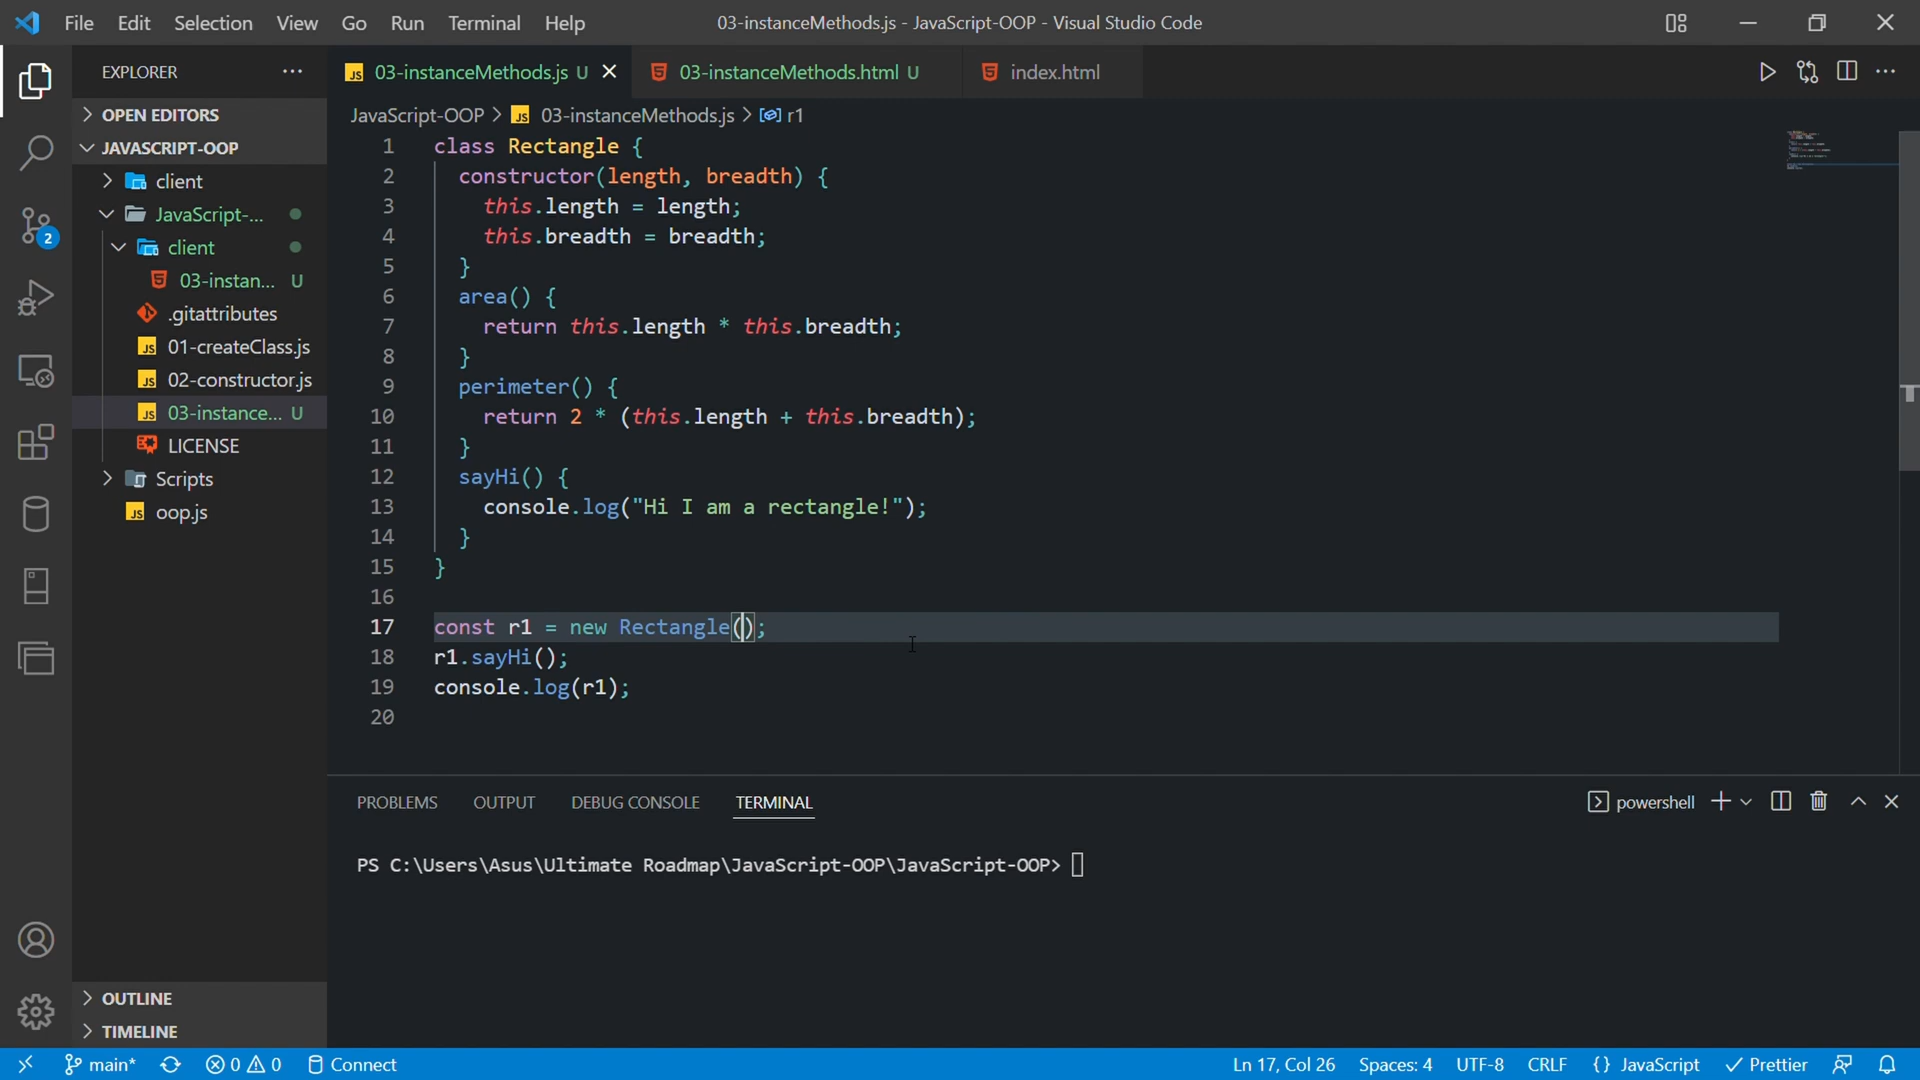 File Edit Selection View Go Run Terminal Help
03-instanceMethods.js - JavaScript-OOP - Visual Studio Code
EXPLORER
OPEN EDITORS
JAVASCRIPT-OOP
client
JavaScript-...
client
03-instan... U
.gitattributes
01-createClass.js
02-constructor.js
03-instance... U
LICENSE
Scripts
oop.js
OUTLINE
TIMELINE
2
03-instanceMethods.js U
03-instanceMethods.html U
index.html
JavaScript-OOP > JS 03-instanceMethods.js > r1
1 class Rectangle {
2 constructor(length, breadth) {
3 this.length = length;
4 this.breadth = breadth;
5 }
6 area() {
7 return this.length * this.breadth;
8 }
9 perimeter() {
10 return 2 * (this.length + this.breadth);
11 }
12 sayHi() {
13 console.log("Hi I am a rectangle!");
14 }
15 }
16
17 const r1 = new Rectangle();
18 r1.sayHi();
19 console.log(r1);
20
PROBLEMS OUTPUT DEBUG CONSOLE TERMINAL
powershell
PS C:\Users\Asus\Ultimate Roadmap\JavaScript-OOP\JavaScript-OOP>
main* 0 0 Connect
Ln 17, Col 26 Spaces: 4 UTF-8 CRLF {} JavaScript Prettier